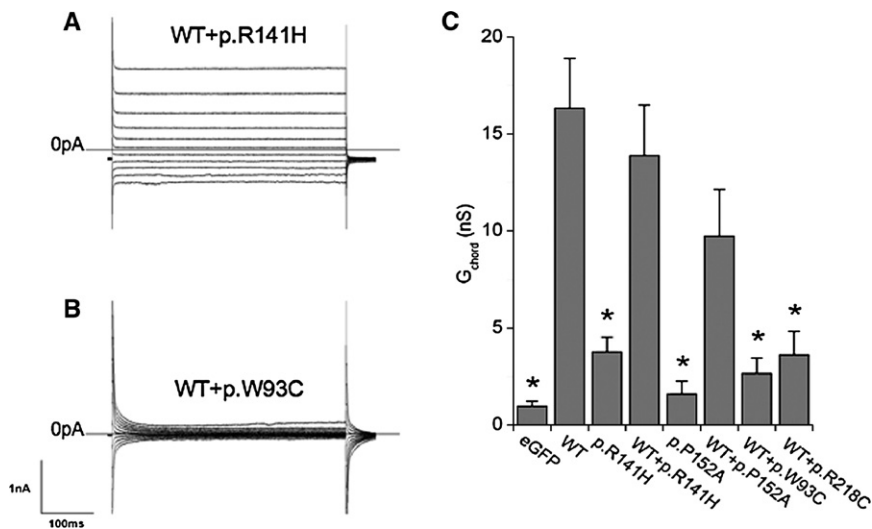 A
WT+p.R141H
0pA
B
WT+p.W93C
0pA
1nA
100ms
C
20
15
10
5
0
Gchord (nS)
*
*
*
*
*
eGFP
WT
p.R141H
WT+p.R141H
p.P152A
WT+p.P152A
WT+p.W93C
WT+p.R218C